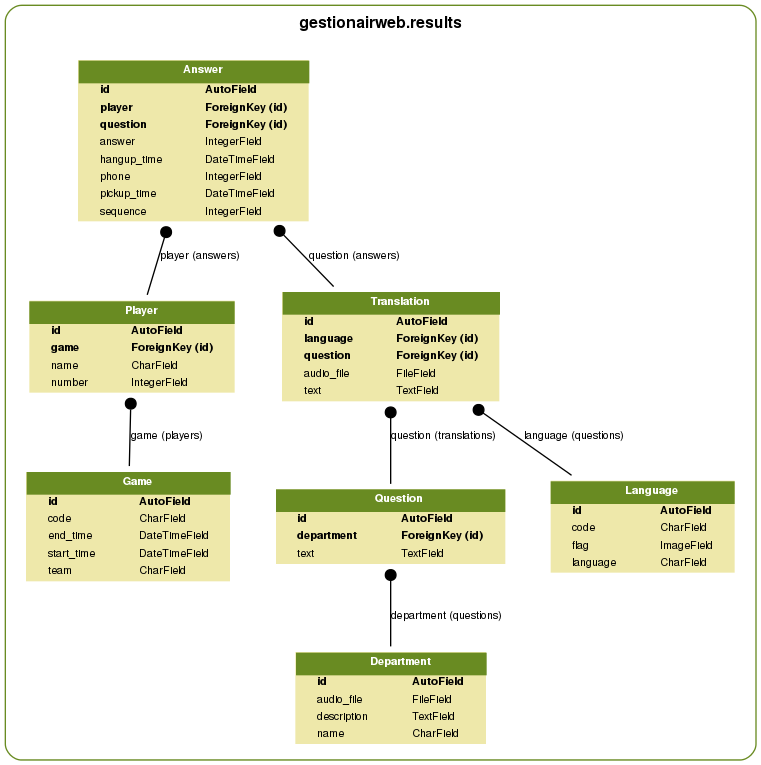 gestionairweb.results
Answer
id AutoField
player ForeignKey (id)
question ForeignKey (id)
answer IntegerField
hangup_time DateTimeField
phone IntegerField
pickup_time DateTimeField
sequence IntegerField
player (answers)
question (answers)
Player
id AutoField
game ForeignKey (id)
name CharField
number IntegerField
Translation
id AutoField
language ForeignKey (id)
question ForeignKey (id)
audio_file FileField
text TextField
game (players)
question (translations)
language (questions)
Game
id AutoField
code CharField
end_time DateTimeField
start_time DateTimeField
team CharField
Question
id AutoField
department ForeignKey (id)
text TextField
Language
id AutoField
code CharField
flag ImageField
language CharField
department (questions)
Department
id AutoField
audio_file FileField
description TextField
name CharField